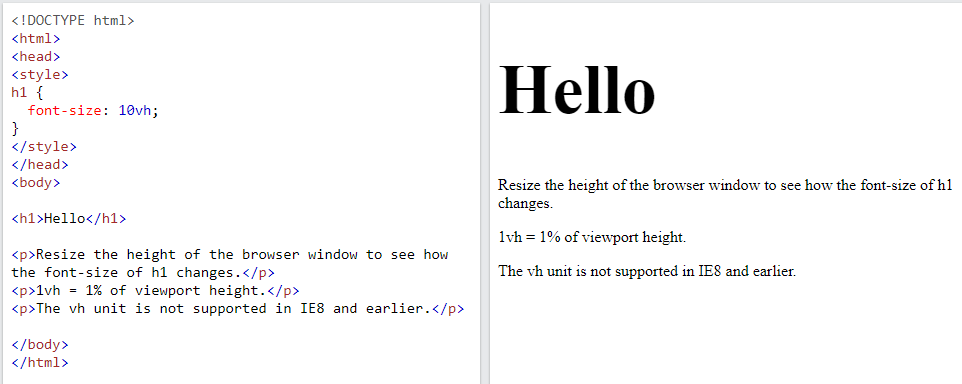 <!DOCTYPE html>
<html>
<head>
<style>
h1 {
  font-size: 10vh;
}
</style>
</head>
<body>

<h1>Hello</h1>

<p>Resize the height of the browser window to see how
the font-size of h1 changes.</p>
<p>1vh = 1% of viewport height.</p>
<p>The vh unit is not supported in IE8 and earlier.</p>

</body>
</html>

Hello
Resize the height of the browser window to see how the font-size of h1
changes.
1vh = 1% of viewport height.
The vh unit is not supported in IE8 and earlier.